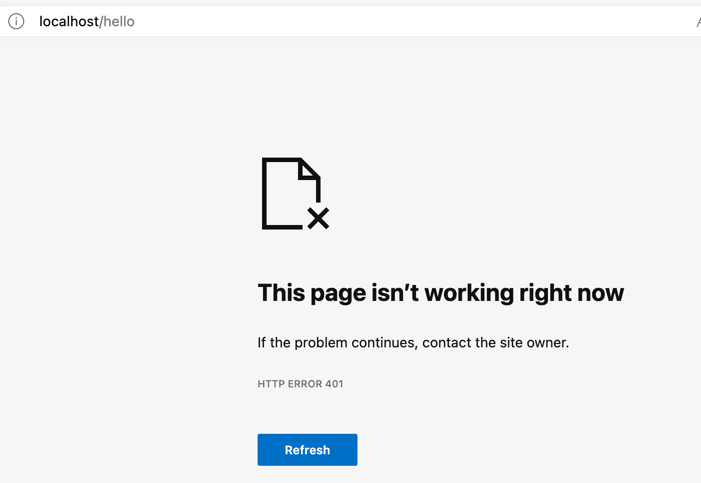 localhost/hello
This page isn’t working right now
If the problem continues, contact the site owner.
HTTP ERROR 401
Refresh